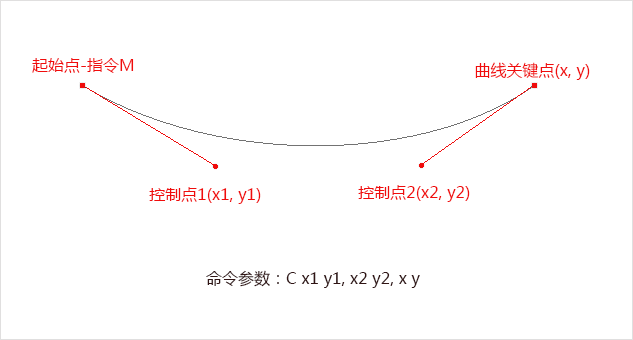 起始点-指令M
曲线关键点(x, y)
控制点1(x1, y1)
控制点2(x2, y2)
命令参数：C x1 y1, x2 y2, x y